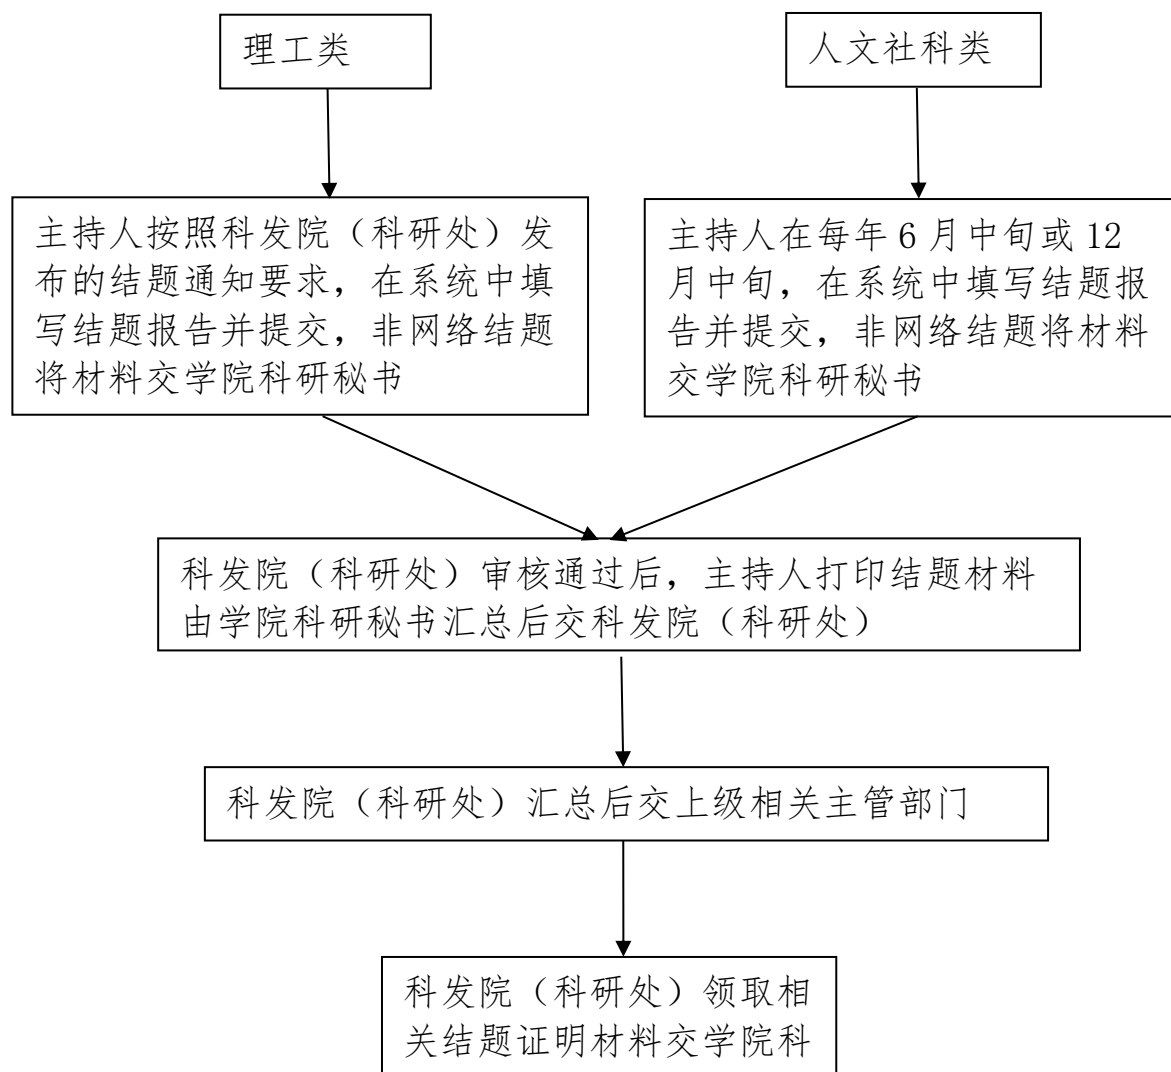 理工类
人文社科类
主持人按照科发院（科研处）发
布的结题通知要求，在系统中填
写结题报告并提交，非网络结题
将材料交学院科研秘书
主持人在每年 6 月中旬或 12
月中旬，在系统中填写结题报
告并提交，非网络结题将材料
交学院科研秘书
科发院（科研处）审核通过后，主持人打印结题材料
由学院科研秘书汇总后交科发院（科研处）
科发院（科研处）汇总后交上级相关主管部门
科发院（科研处）领取相
关结题证明材料交学院科